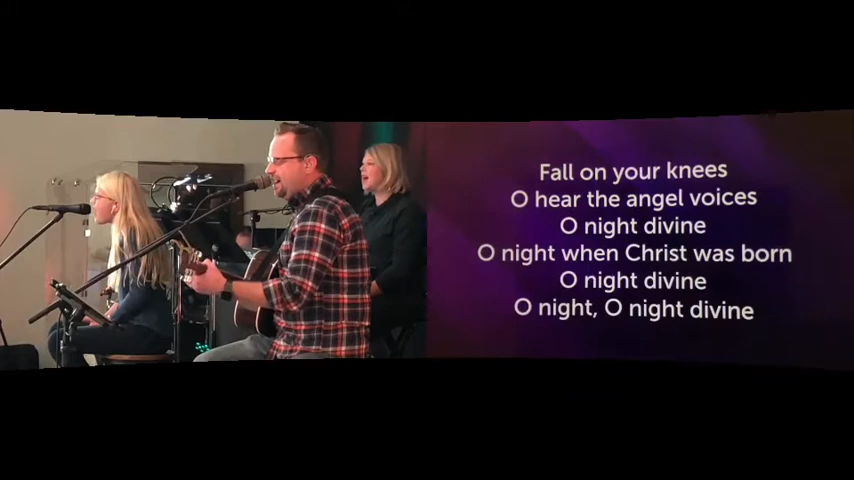 Fall on your knees
O hear the angel voices
O night divine
O night when Christ was born
O night divine
O night, O night divine